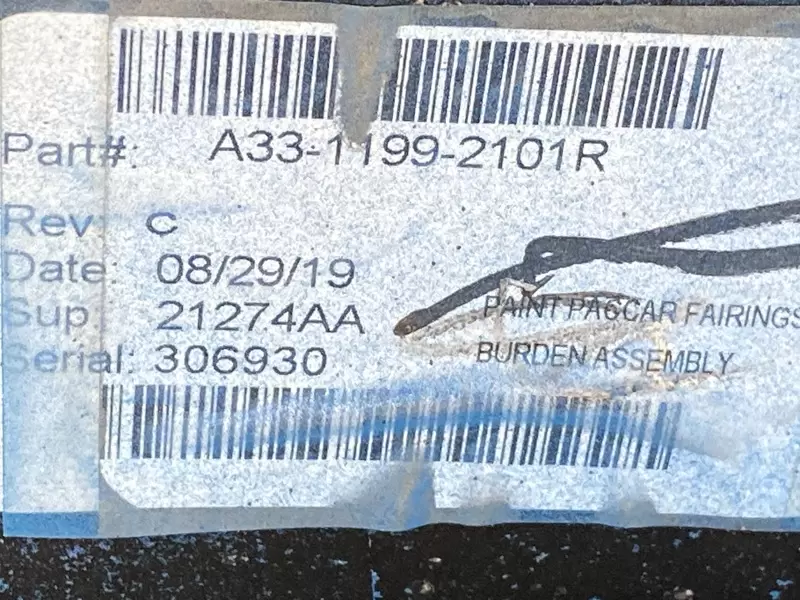 Part#: A33-1199-2101R
Rev: C
Date: 08/29/19
Sup: 21274AA
PAINT PACCAR FAIRINGS
Serial: 306930
BURDEN ASSEMBLY